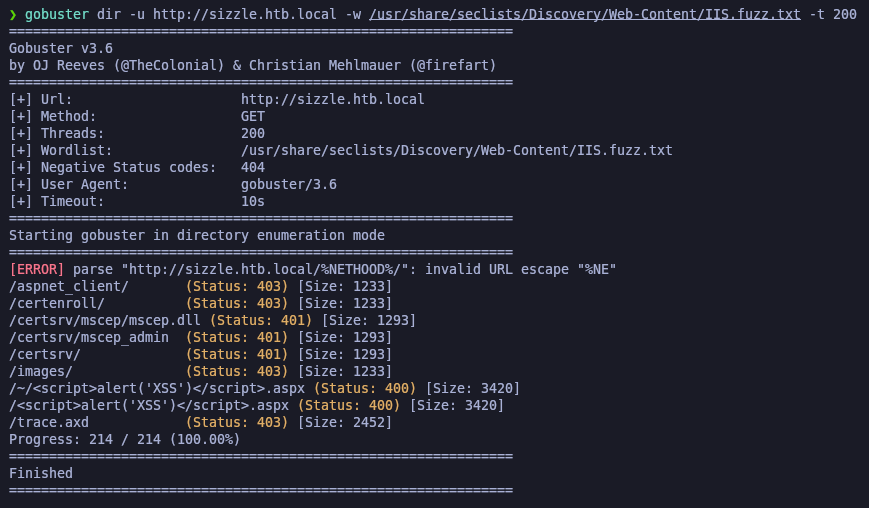 ❯ gobuster dir -u http://sizzle.htb.local -w /usr/share/seclists/Discovery/Web-Content/IIS.fuzz.txt -t 200
===============================================================
Gobuster v3.6
by OJ Reeves (@TheColonial) & Christian Mehlmauer (@firefart)
===============================================================
[+] Url:                     http://sizzle.htb.local
[+] Method:                  GET
[+] Threads:                 200
[+] Wordlist:                /usr/share/seclists/Discovery/Web-Content/IIS.fuzz.txt
[+] Negative Status codes:   404
[+] User Agent:              gobuster/3.6
[+] Timeout:                 10s
===============================================================
Starting gobuster in directory enumeration mode
===============================================================
[ERROR] parse "http://sizzle.htb.local/%NETHOOD%/": invalid URL escape "%NE"
/aspnet_client/       (Status: 403) [Size: 1233]
/certenroll/          (Status: 403) [Size: 1233]
/certsrv/mscep/mscep.dll (Status: 401) [Size: 1293]
/certsrv/mscep_admin  (Status: 401) [Size: 1293]
/certsrv/             (Status: 401) [Size: 1293]
/images/              (Status: 403) [Size: 1233]
/~/<script>alert('XSS')</script>.aspx (Status: 400) [Size: 3420]
/<script>alert('XSS')</script>.aspx (Status: 400) [Size: 3420]
/trace.axd            (Status: 403) [Size: 2452]
Progress: 214 / 214 (100.00%)
===============================================================
Finished
===============================================================